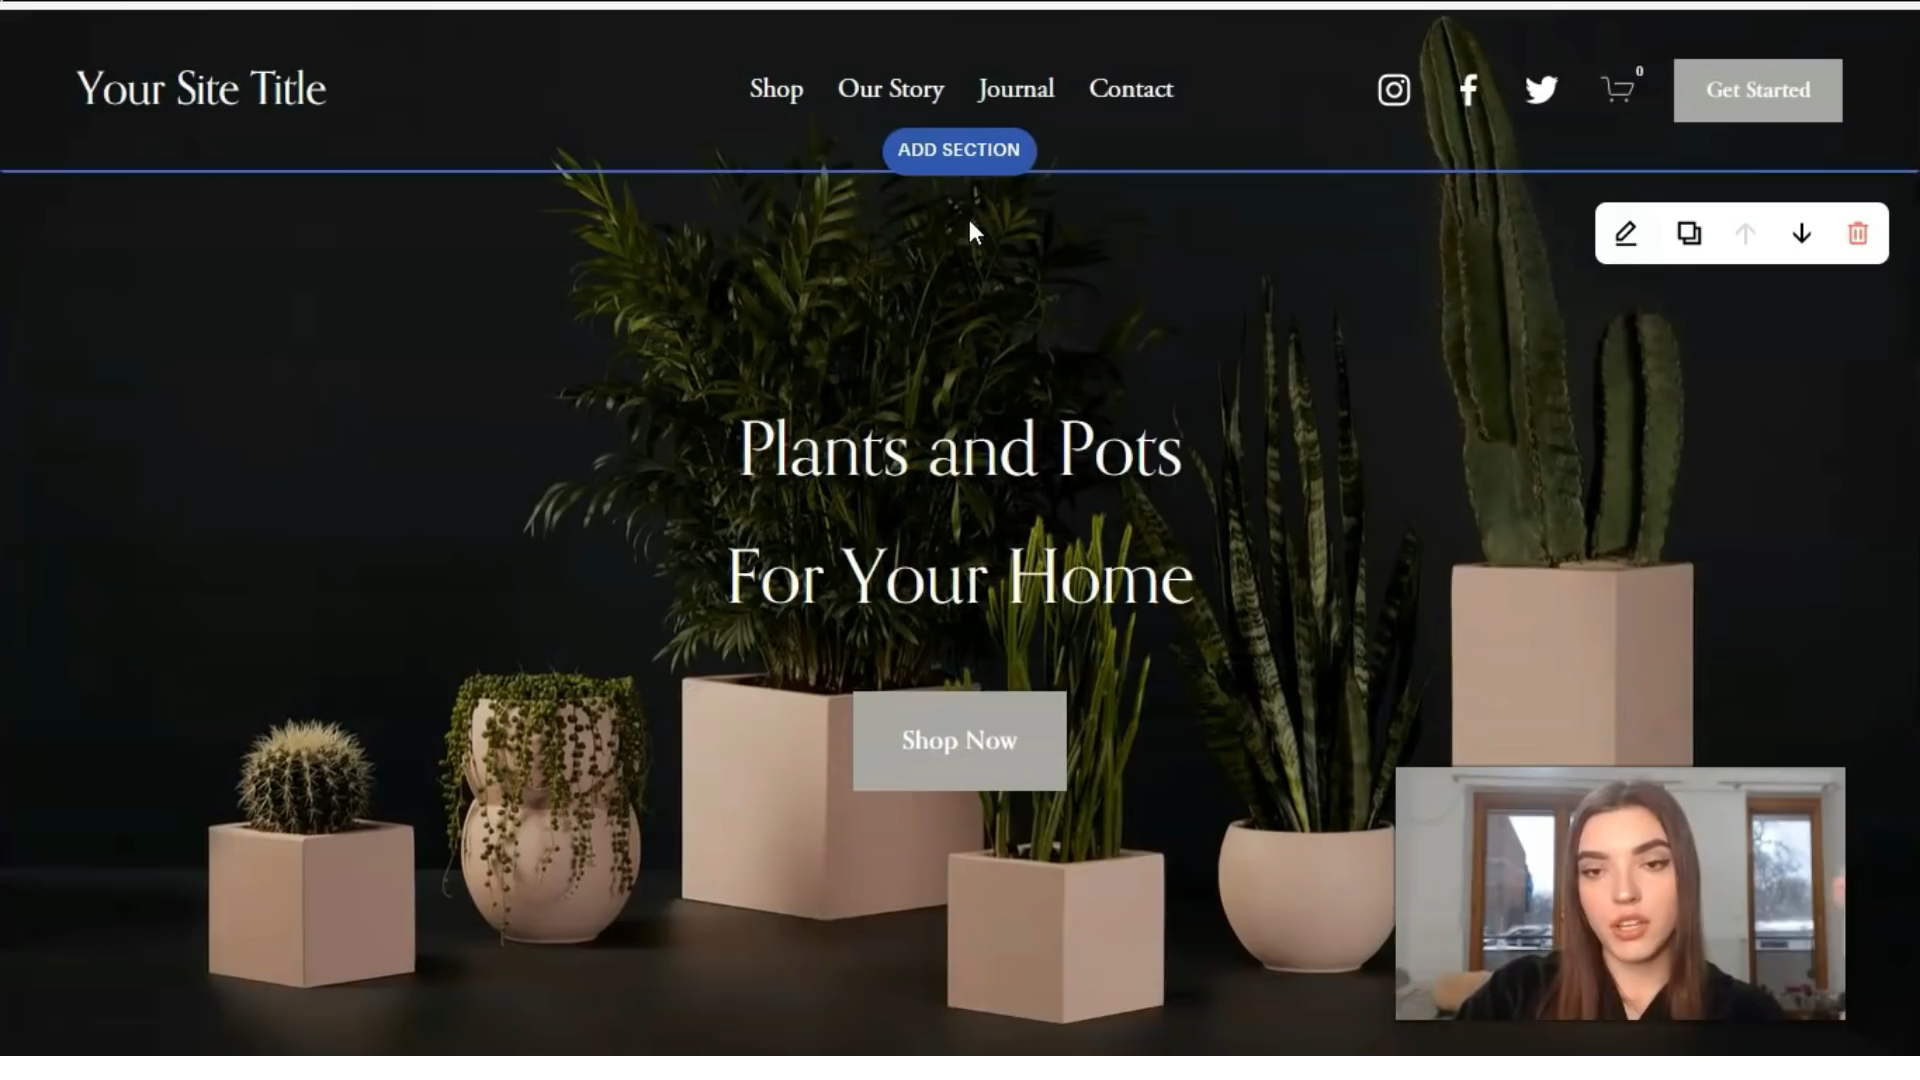 Your Site Title
Shop Our Story Journal Contact
0
Get Started
ADD SECTION
Plants and Pots
For Your Home
Shop Now